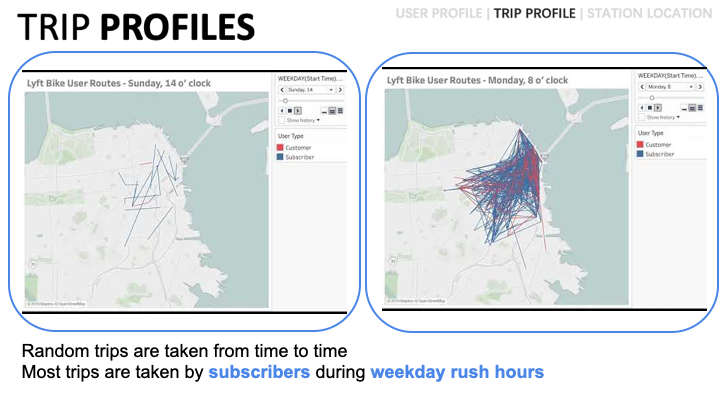 TRIP PROFILES
USER PROFILE | TRIP PROFILE | STATION LOCATION
Lyft Bike User Routes - Sunday, 14 o' clock
WEEKDAY(Start Time)....
Sunday, 14
Show history
User Type
Customer
Subscriber
© 2019 Mapbox © OpenStreetMap
Lyft Bike User Routes - Monday, 8 o' clock
WEEKDAY(Start Time)...
Monday, 8
Show history
User Type
Customer
Subscriber
© 2019 Mapbox © OpenStreetMap
Random trips are taken from time to time
Most trips are taken by subscribers during weekday rush hours